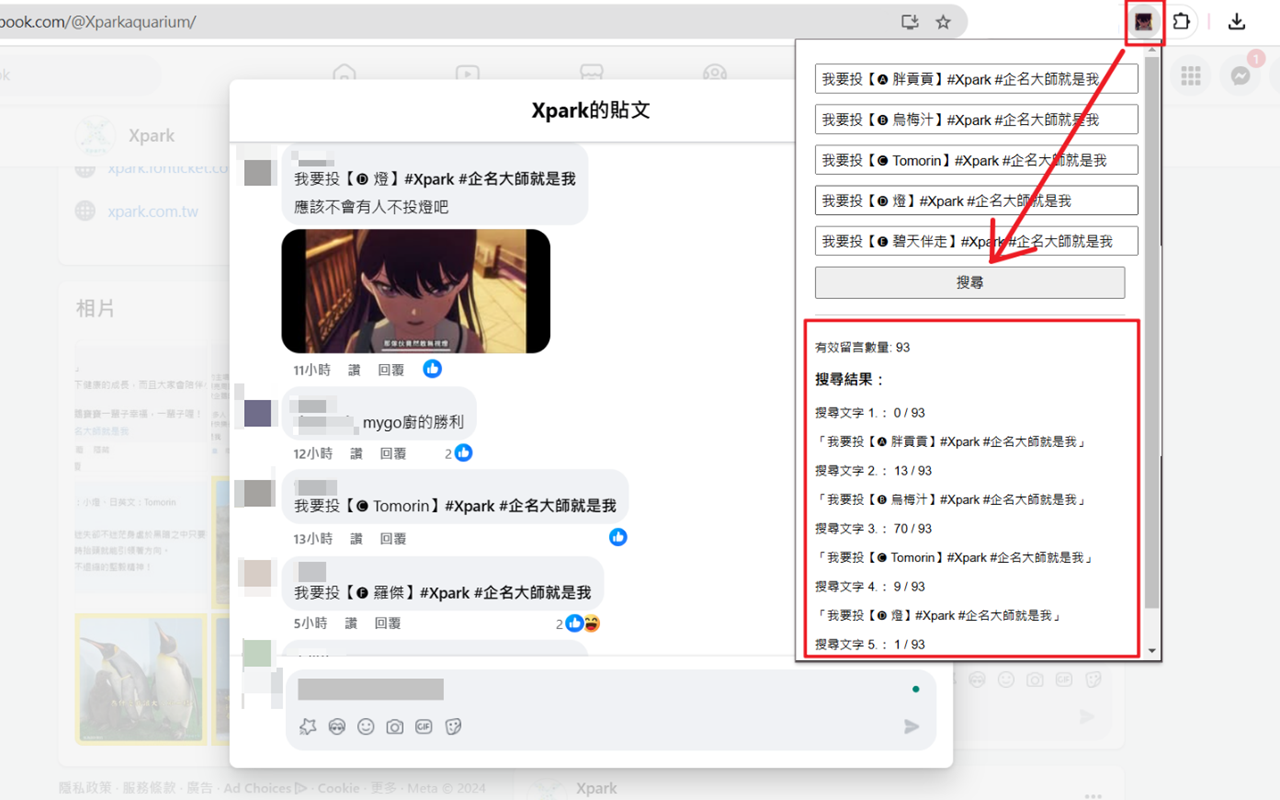 book.com/@Xparkaquarium/
Xpark
xpark.fonticket.co
xpark.com.tw
相片
Xpark的貼文
我要投【🅓 燈】#Xpark #企名大師就是我
應該不會有人不投燈吧
11小時 讚 回覆
mygo廚的勝利
12小時 讚 回覆 2
我要投【🅒 Tomorin】#Xpark #企名大師就是我
13小時 讚 回覆
我要投【🅕 羅傑】#Xpark #企名大師就是我
5小時 讚 回覆 2
GIF
隱私政策 · 服務條款 · 廣告 · Ad Choices · Cookie · 更多 · Meta © 2024
Xpark
1
我要投【🅐 胖貢貢】#Xpark #企名大師就是我
我要投【🅑 烏梅汁】#Xpark #企名大師就是我
我要投【🅒 Tomorin】#Xpark #企名大師就是我
我要投【🅓 燈】#Xpark #企名大師就是我
我要投【🅔 碧天伴走】#Xpark #企名大師就是我
搜尋
有效留言數量: 93
搜尋結果：
搜尋文字 1.： 0 / 93
「我要投【🅐 胖貢貢】#Xpark #企名大師就是我」
搜尋文字 2.： 13 / 93
「我要投【🅑 烏梅汁】#Xpark #企名大師就是我」
搜尋文字 3.： 70 / 93
「我要投【🅒 Tomorin】#Xpark #企名大師就是我」
搜尋文字 4.： 9 / 93
「我要投【🅓 燈】#Xpark #企名大師就是我」
搜尋文字 5.： 1 / 93